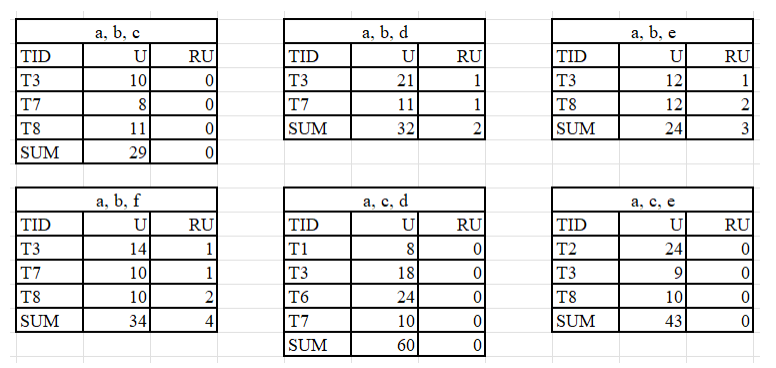 a, b, c a, b, d a, b, e
TID U RU TID U RU TID U RU
T3 10 0 T3 21 1 T3 12 1
T7 8 0 T7 11 1 T8 12 2
T8 11 0 SUM 32 2 SUM 24 3
SUM 29 0
a, b, f a, c, d a, c, e
TID U RU TID U RU TID U RU
T3 14 1 T1 8 0 T2 24 0
T7 10 1 T3 18 0 T3 9 0
T8 10 2 T6 24 0 T8 10 0
SUM 34 4 T7 10 0 SUM 43 0
SUM 60 0